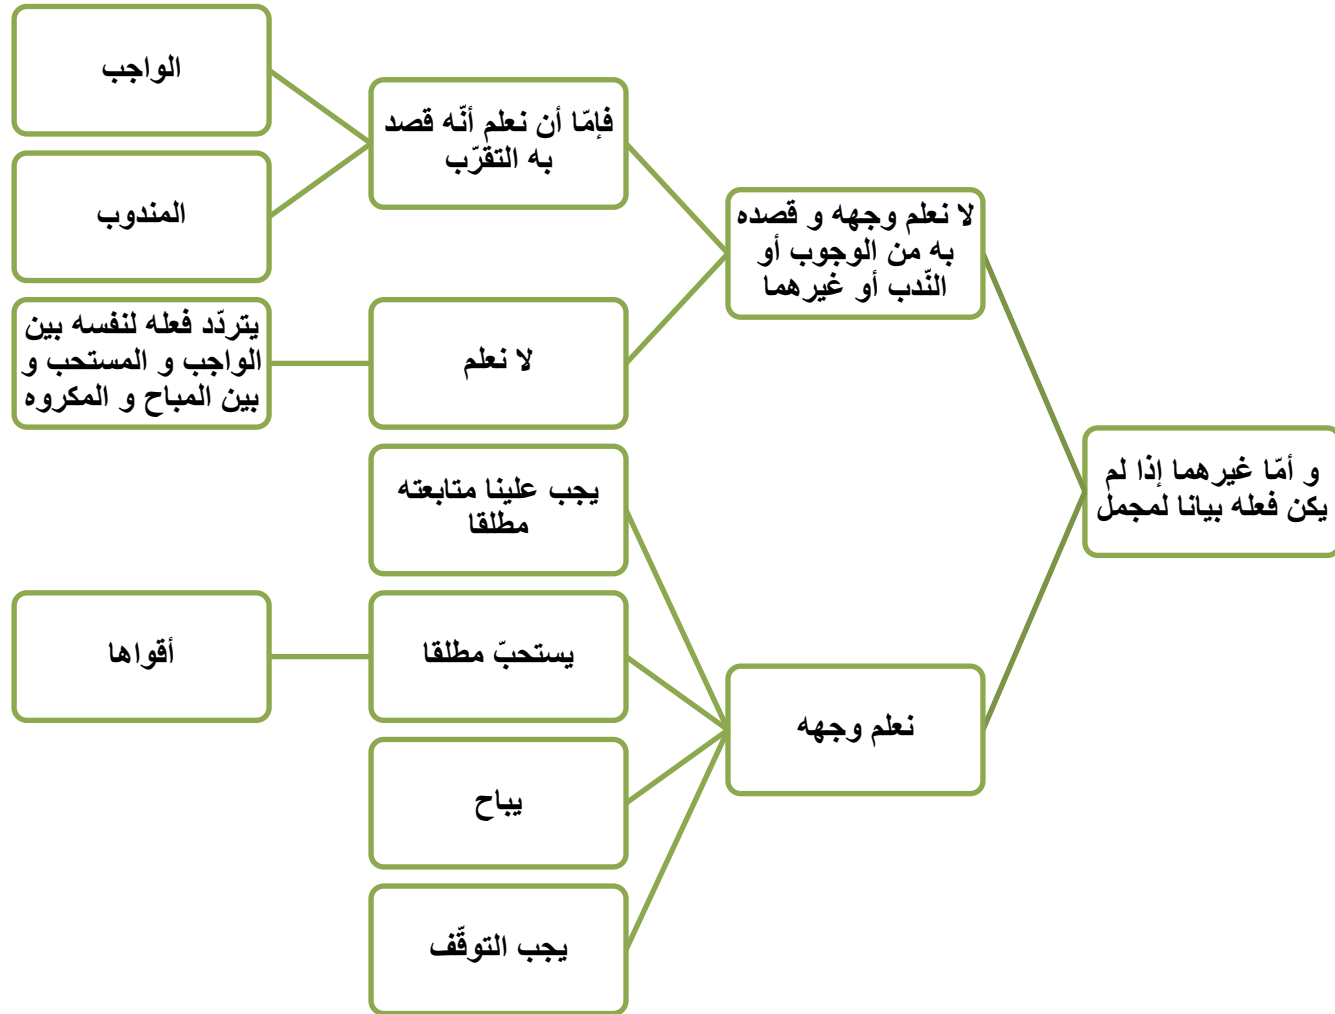 و أمّا غيرهما إذا لم
يكن فعله بيانا لمجمل
لا نعلم وجهه و قصده
به من الوجوب أو
النّدب أو غيرهما
فإمّا أن نعلم أنّه قصد
به التقرّب
الواجب
المندوب
لا نعلم
يتردّد فعله لنفسه بين
الواجب و المستحب و
بين المباح و المكروه
نعلم وجهه
يجب علينا متابعته
مطلقا
يستحبّ مطلقا
أقواها
يباح
يجب التوقّف